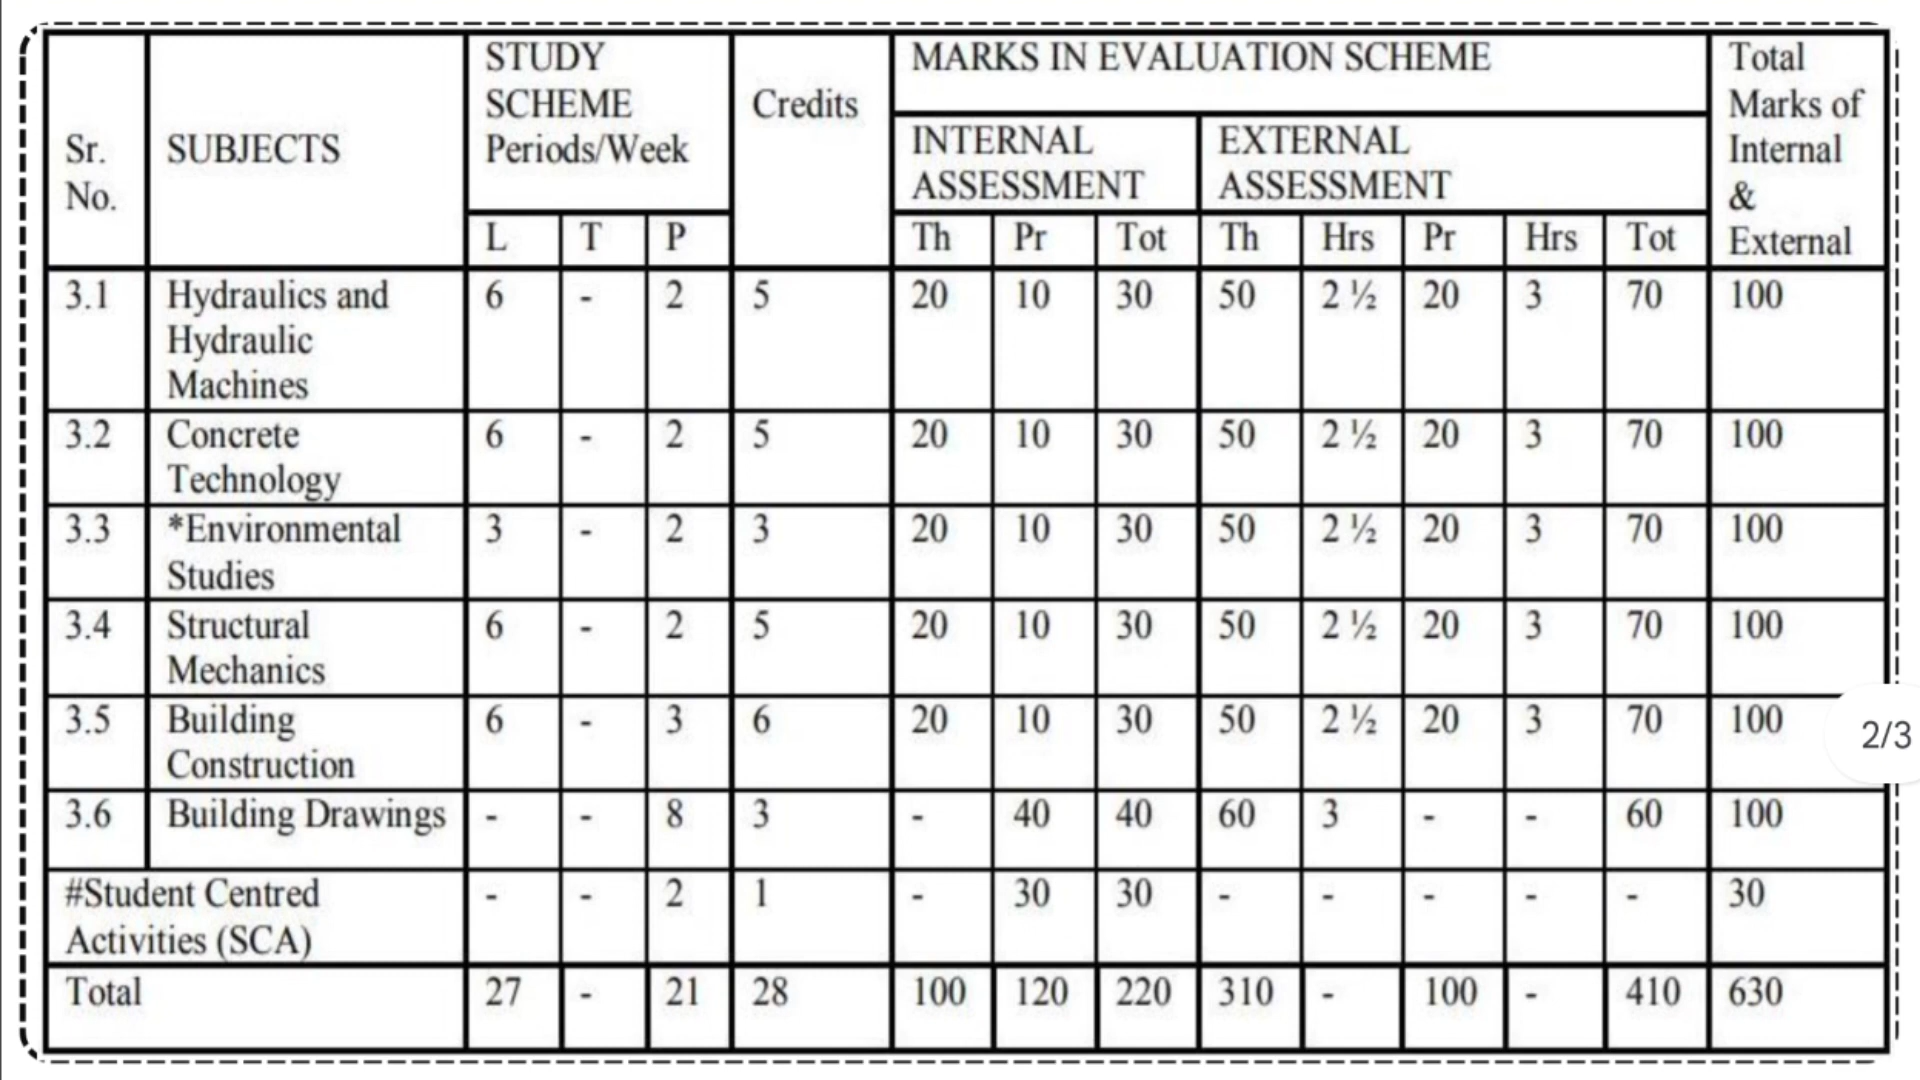 Sr. No. SUBJECTS STUDY SCHEME Periods/Week Credits MARKS IN EVALUATION SCHEME Total Marks of Internal & External
INTERNAL ASSESSMENT EXTERNAL ASSESSMENT
L T P Th Pr Tot Th Hrs Pr Hrs Tot
3.1 Hydraulics and Hydraulic Machines 6 - 2 5 20 10 30 50 2 ½ 20 3 70 100
3.2 Concrete Technology 6 - 2 5 20 10 30 50 2 ½ 20 3 70 100
3.3 *Environmental Studies 3 - 2 3 20 10 30 50 2 ½ 20 3 70 100
3.4 Structural Mechanics 6 - 2 5 20 10 30 50 2 ½ 20 3 70 100
3.5 Building Construction 6 - 3 6 20 10 30 50 2 ½ 20 3 70 100
2/3
3.6 Building Drawings - - 8 3 - 40 40 60 3 - - 60 100
#Student Centred Activities (SCA) - - 2 1 - 30 30 - - - - - 30
Total 27 - 21 28 100 120 220 310 - 100 - 410 630